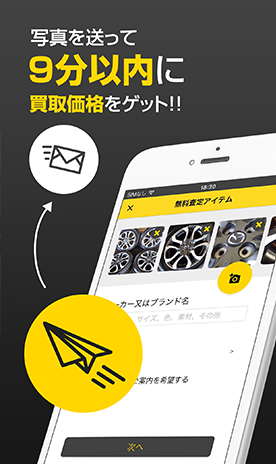 写真を送って
9分以内に
買取価格をゲット!!
SIMなし 18:30
× 無料査定アイテム
ーカー又はブランド名
サイズ、色、素材、その他
>
ご案内を希望する
次へ